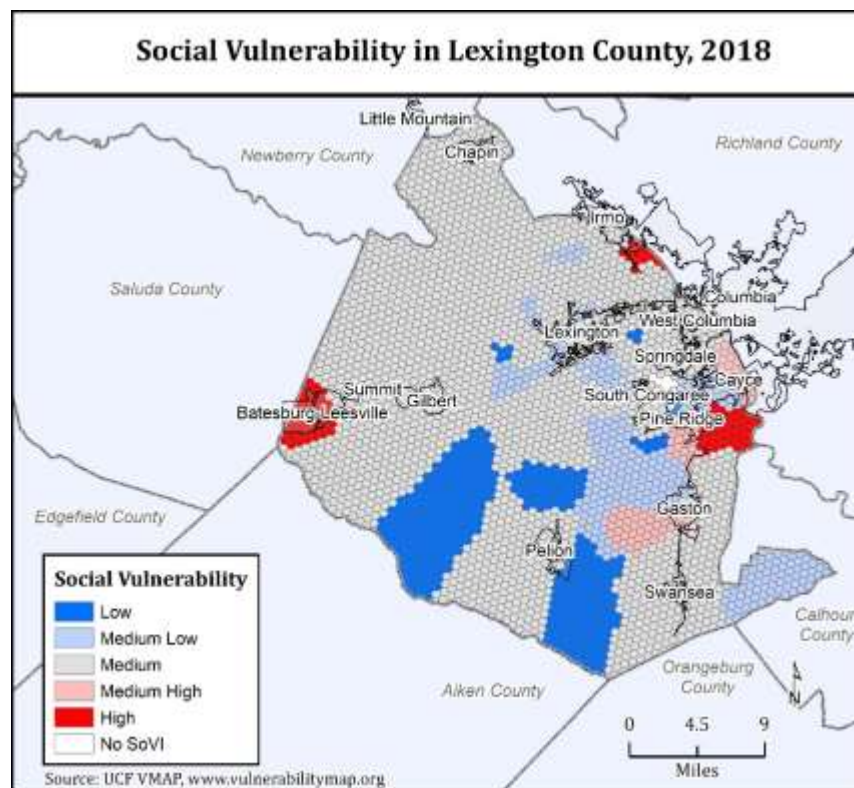 Social Vulnerability in Lexington County, 2018
Little Mountain
Newberry County
Chapin
Richland County
Irmo
Saluda County
Columbia
Lexington
West Columbia
Springdale
Cayce
Summit
Gilbert
South Congaree
Batesburg-Leesville
Pine Ridge
Edgefield County
Gaston
Pelion
Swansea
Calhoun
County
Orangeburg
County
Aiken County
N
Social Vulnerability
Low
Medium Low
Medium
Medium High
High
No SoVI
0 4.5 9
Miles
Source: UCF VMAP, www.vulnerabilitymap.org